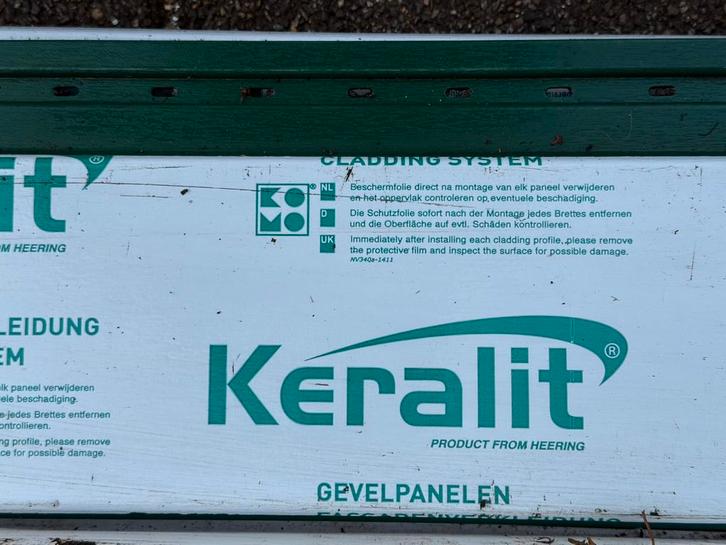 CLADDING SYSTEM
KOMO®
NL Beschermfolie direct na montage van elk paneel verwijderen
en het oppervlak controleren op eventuele beschadiging.
D Die Schutzfolie sofort nach der Montage jedes Brettes entfernen
und die Oberfläche auf evtl. Schäden kontrollieren.
UK Immediately after installing each cladding profile, please remove
the protective film and inspect the surface for possible damage.
NV340a-1411
it®
M HEERING
LEIDUNG
EM
lk paneel verwijderen
ele beschadiging.
jedes Brettes entfernen
ontrollieren.
ng profile, please remove
ce for possible damage.
Keralit®
PRODUCT FROM HEERING
GEVELPANELEN
FASSADENVERKLEIDUNG